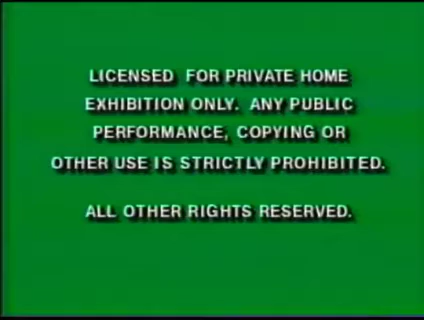 LICENSED FOR PRIVATE HOME
EXHIBITION ONLY. ANY PUBLIC
PERFORMANCE, COPYING OR
OTHER USE IS STRICTLY PROHIBITED.
ALL OTHER RIGHTS RESERVED.